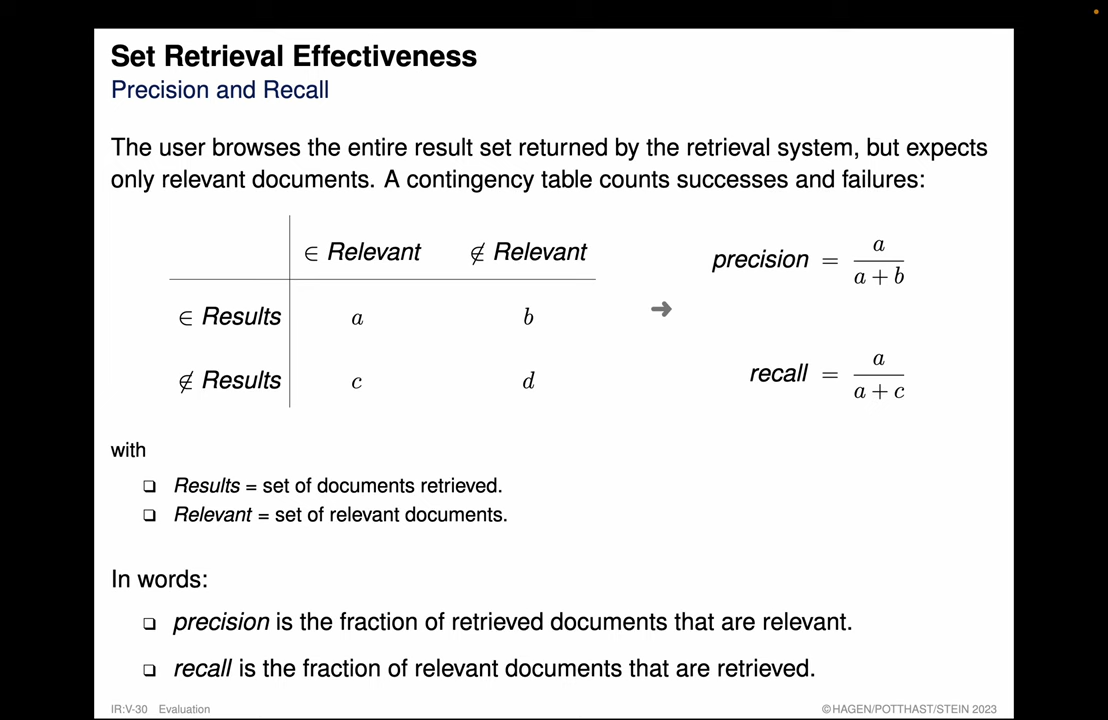 Set Retrieval Effectiveness
Precision and Recall
The user browses the entire result set returned by the retrieval system, but expects
only relevant documents. A contingency table counts successes and failures:
∈ Relevant ∉ Relevant
∈ Results a b
∉ Results c d
➜
precision = a / (a + b)
recall = a / (a + c)
with
❑ Results = set of documents retrieved.
❑ Relevant = set of relevant documents.
In words:
❑ precision is the fraction of retrieved documents that are relevant.
❑ recall is the fraction of relevant documents that are retrieved.
IR:V-30 Evaluation ©HAGEN/POTTHAST/STEIN 2023